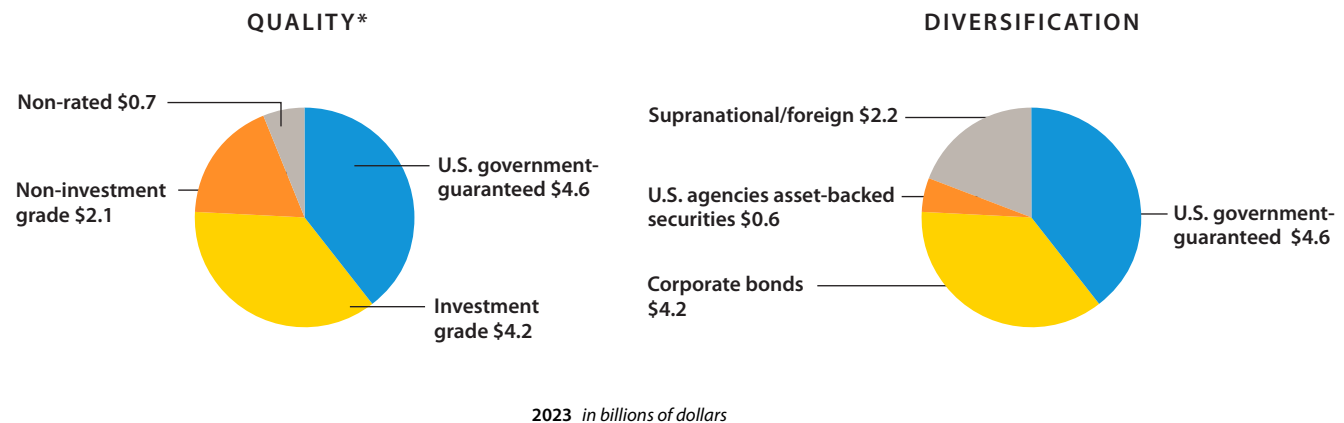 QUALITY*
Non-rated $0.7
U.S. government-
guaranteed $4.6
Non-investment
grade $2.1
Investment
grade $4.2
DIVERSIFICATION
Supranational/foreign $2.2
U.S. agencies asset-backed
securities $0.6
U.S. government-
guaranteed $4.6
Corporate bonds
$4.2
2023 in billions of dollars